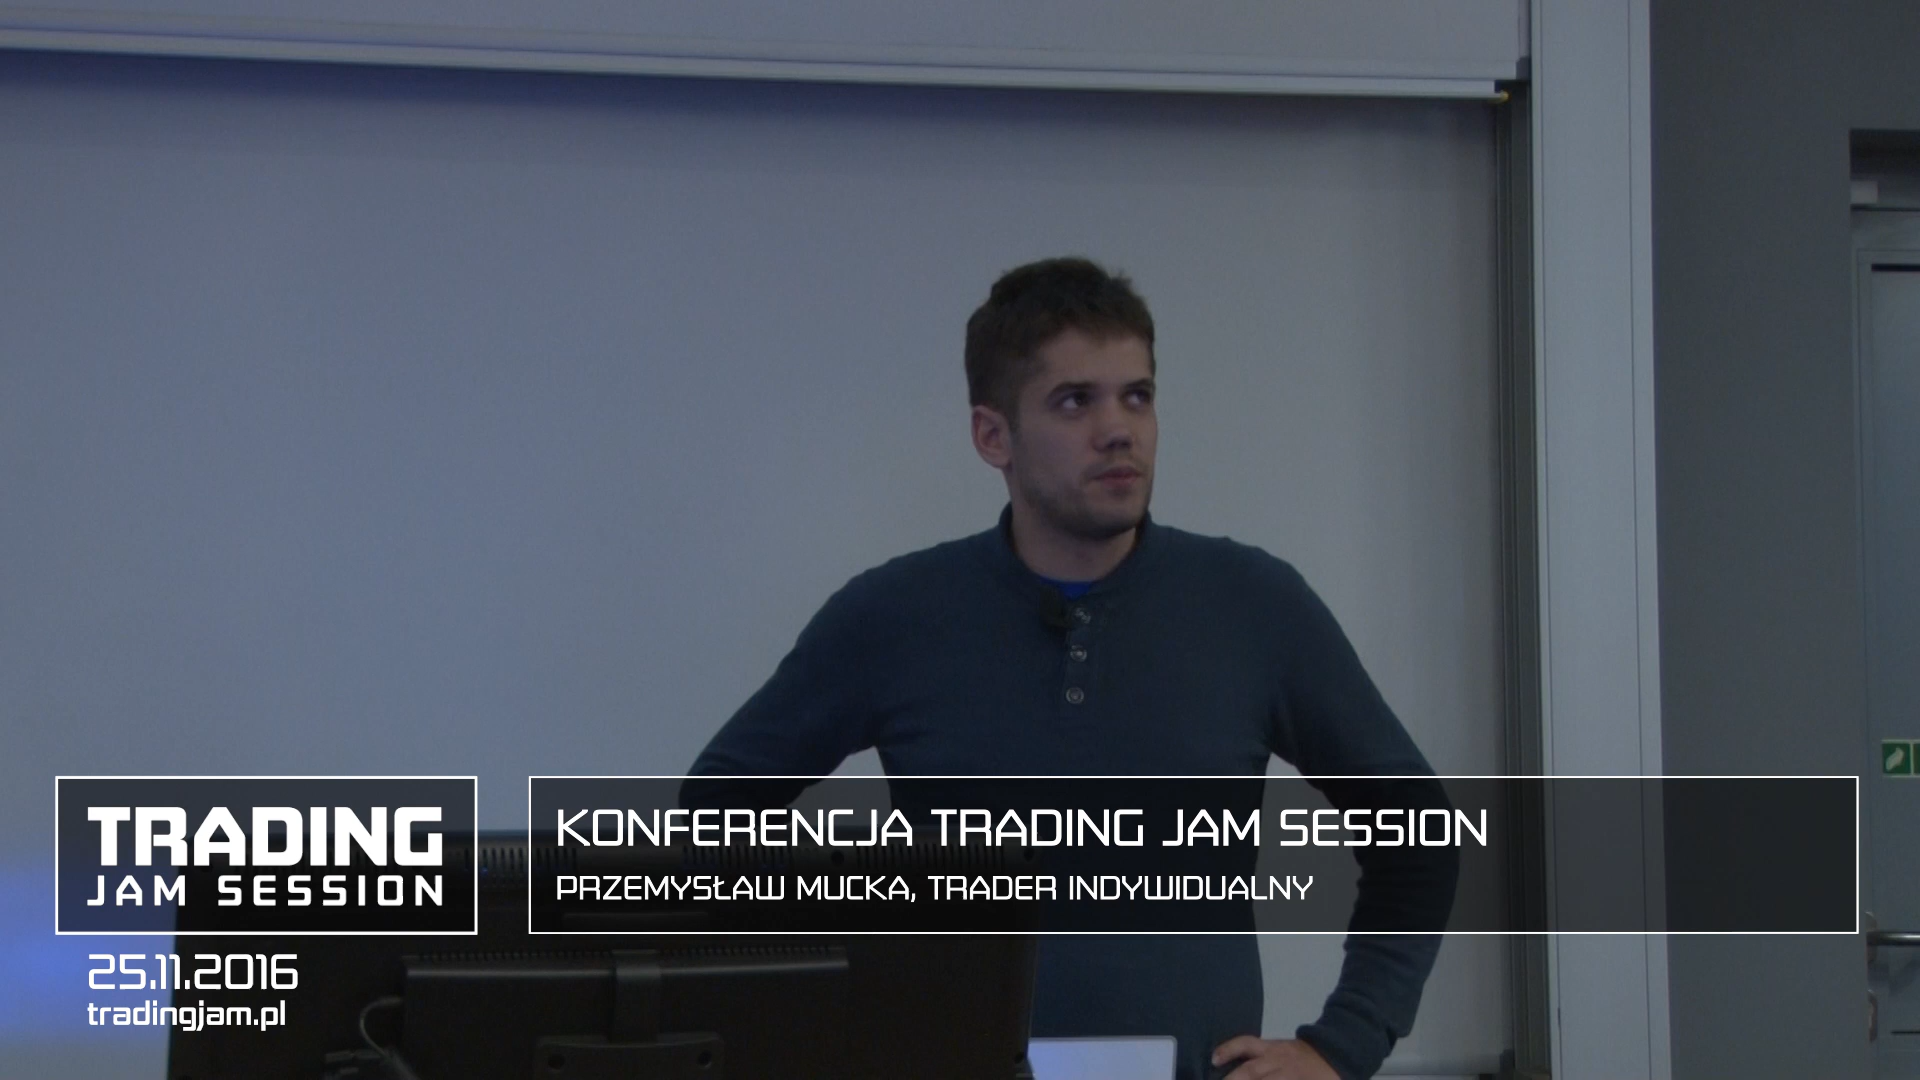 TRADING
JAM SESSION
KONFERENCJA TRADING JAM SESSION
PRZEMYSŁAW MUCKA, TRADER INDYWIDUALNY
25.11.2016
tradingjam.pl